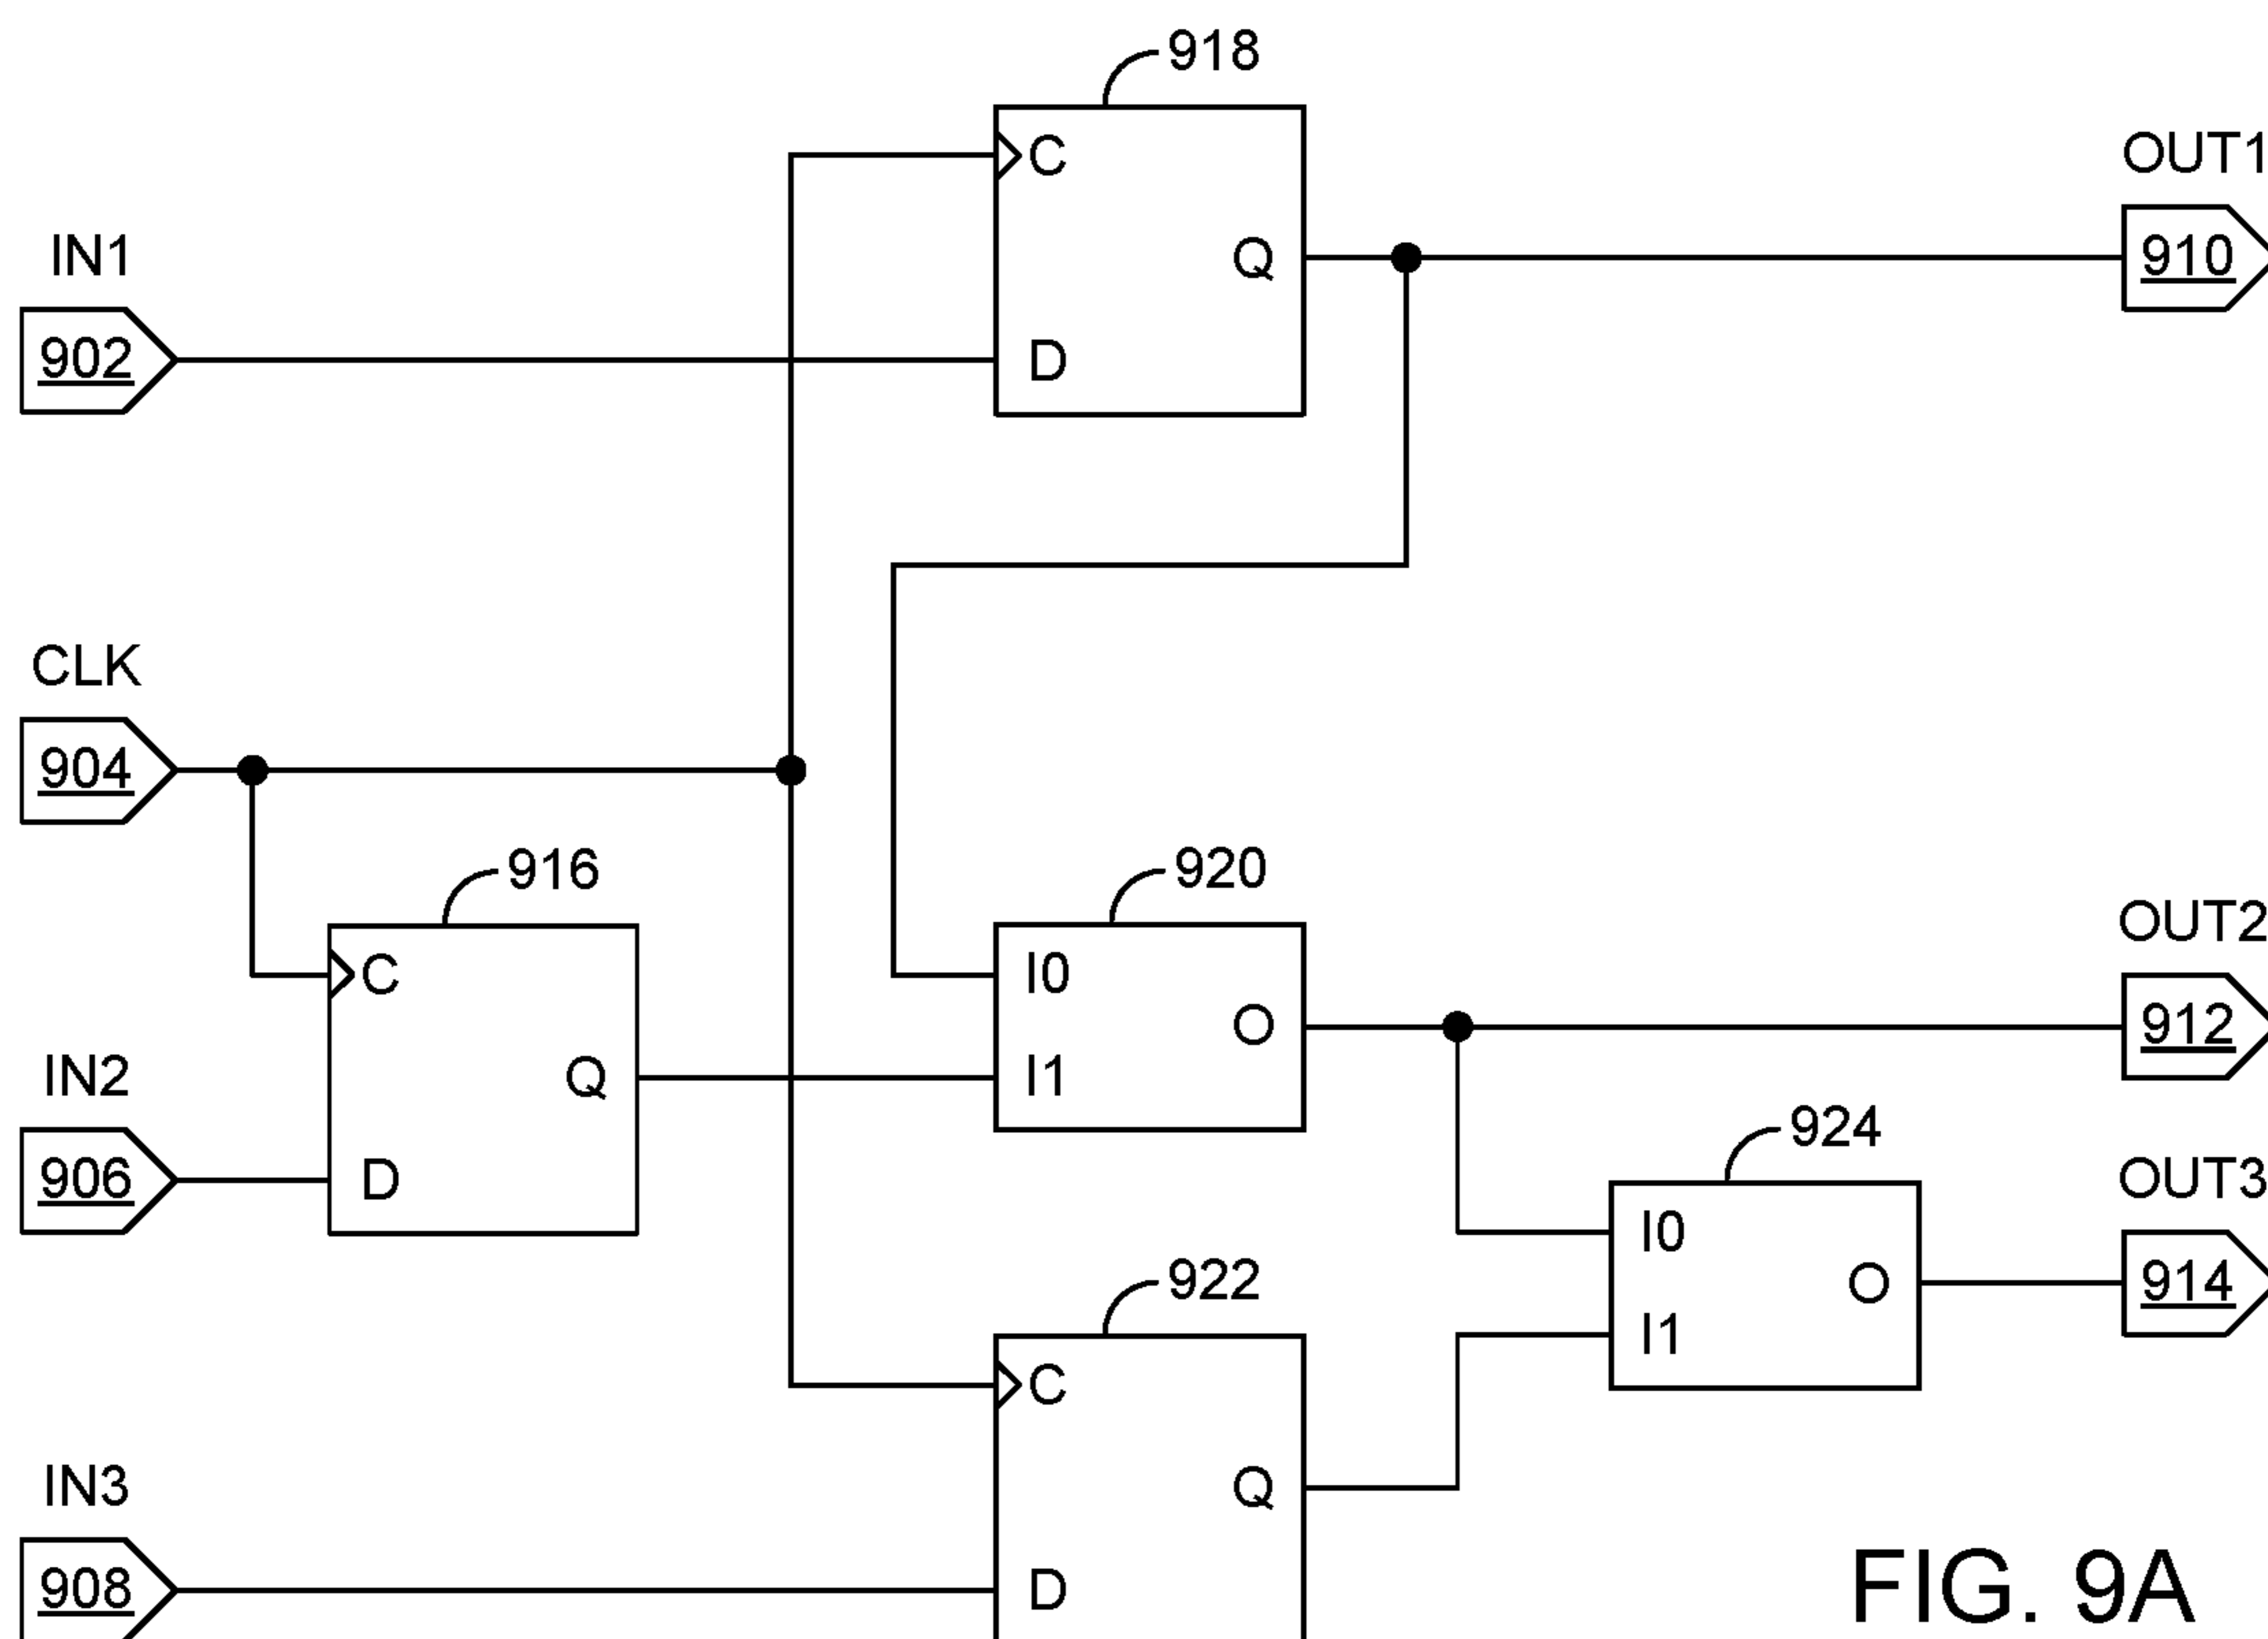 918
C
OUT1
IN1
Q
910
902
D
CLK
904
916
920
OUT2
C
I0
O
912
IN2
Q
I1
924
OUT3
906
D
I0
922
O
914
I1
C
IN3
Q
908
D
FIG. 9A